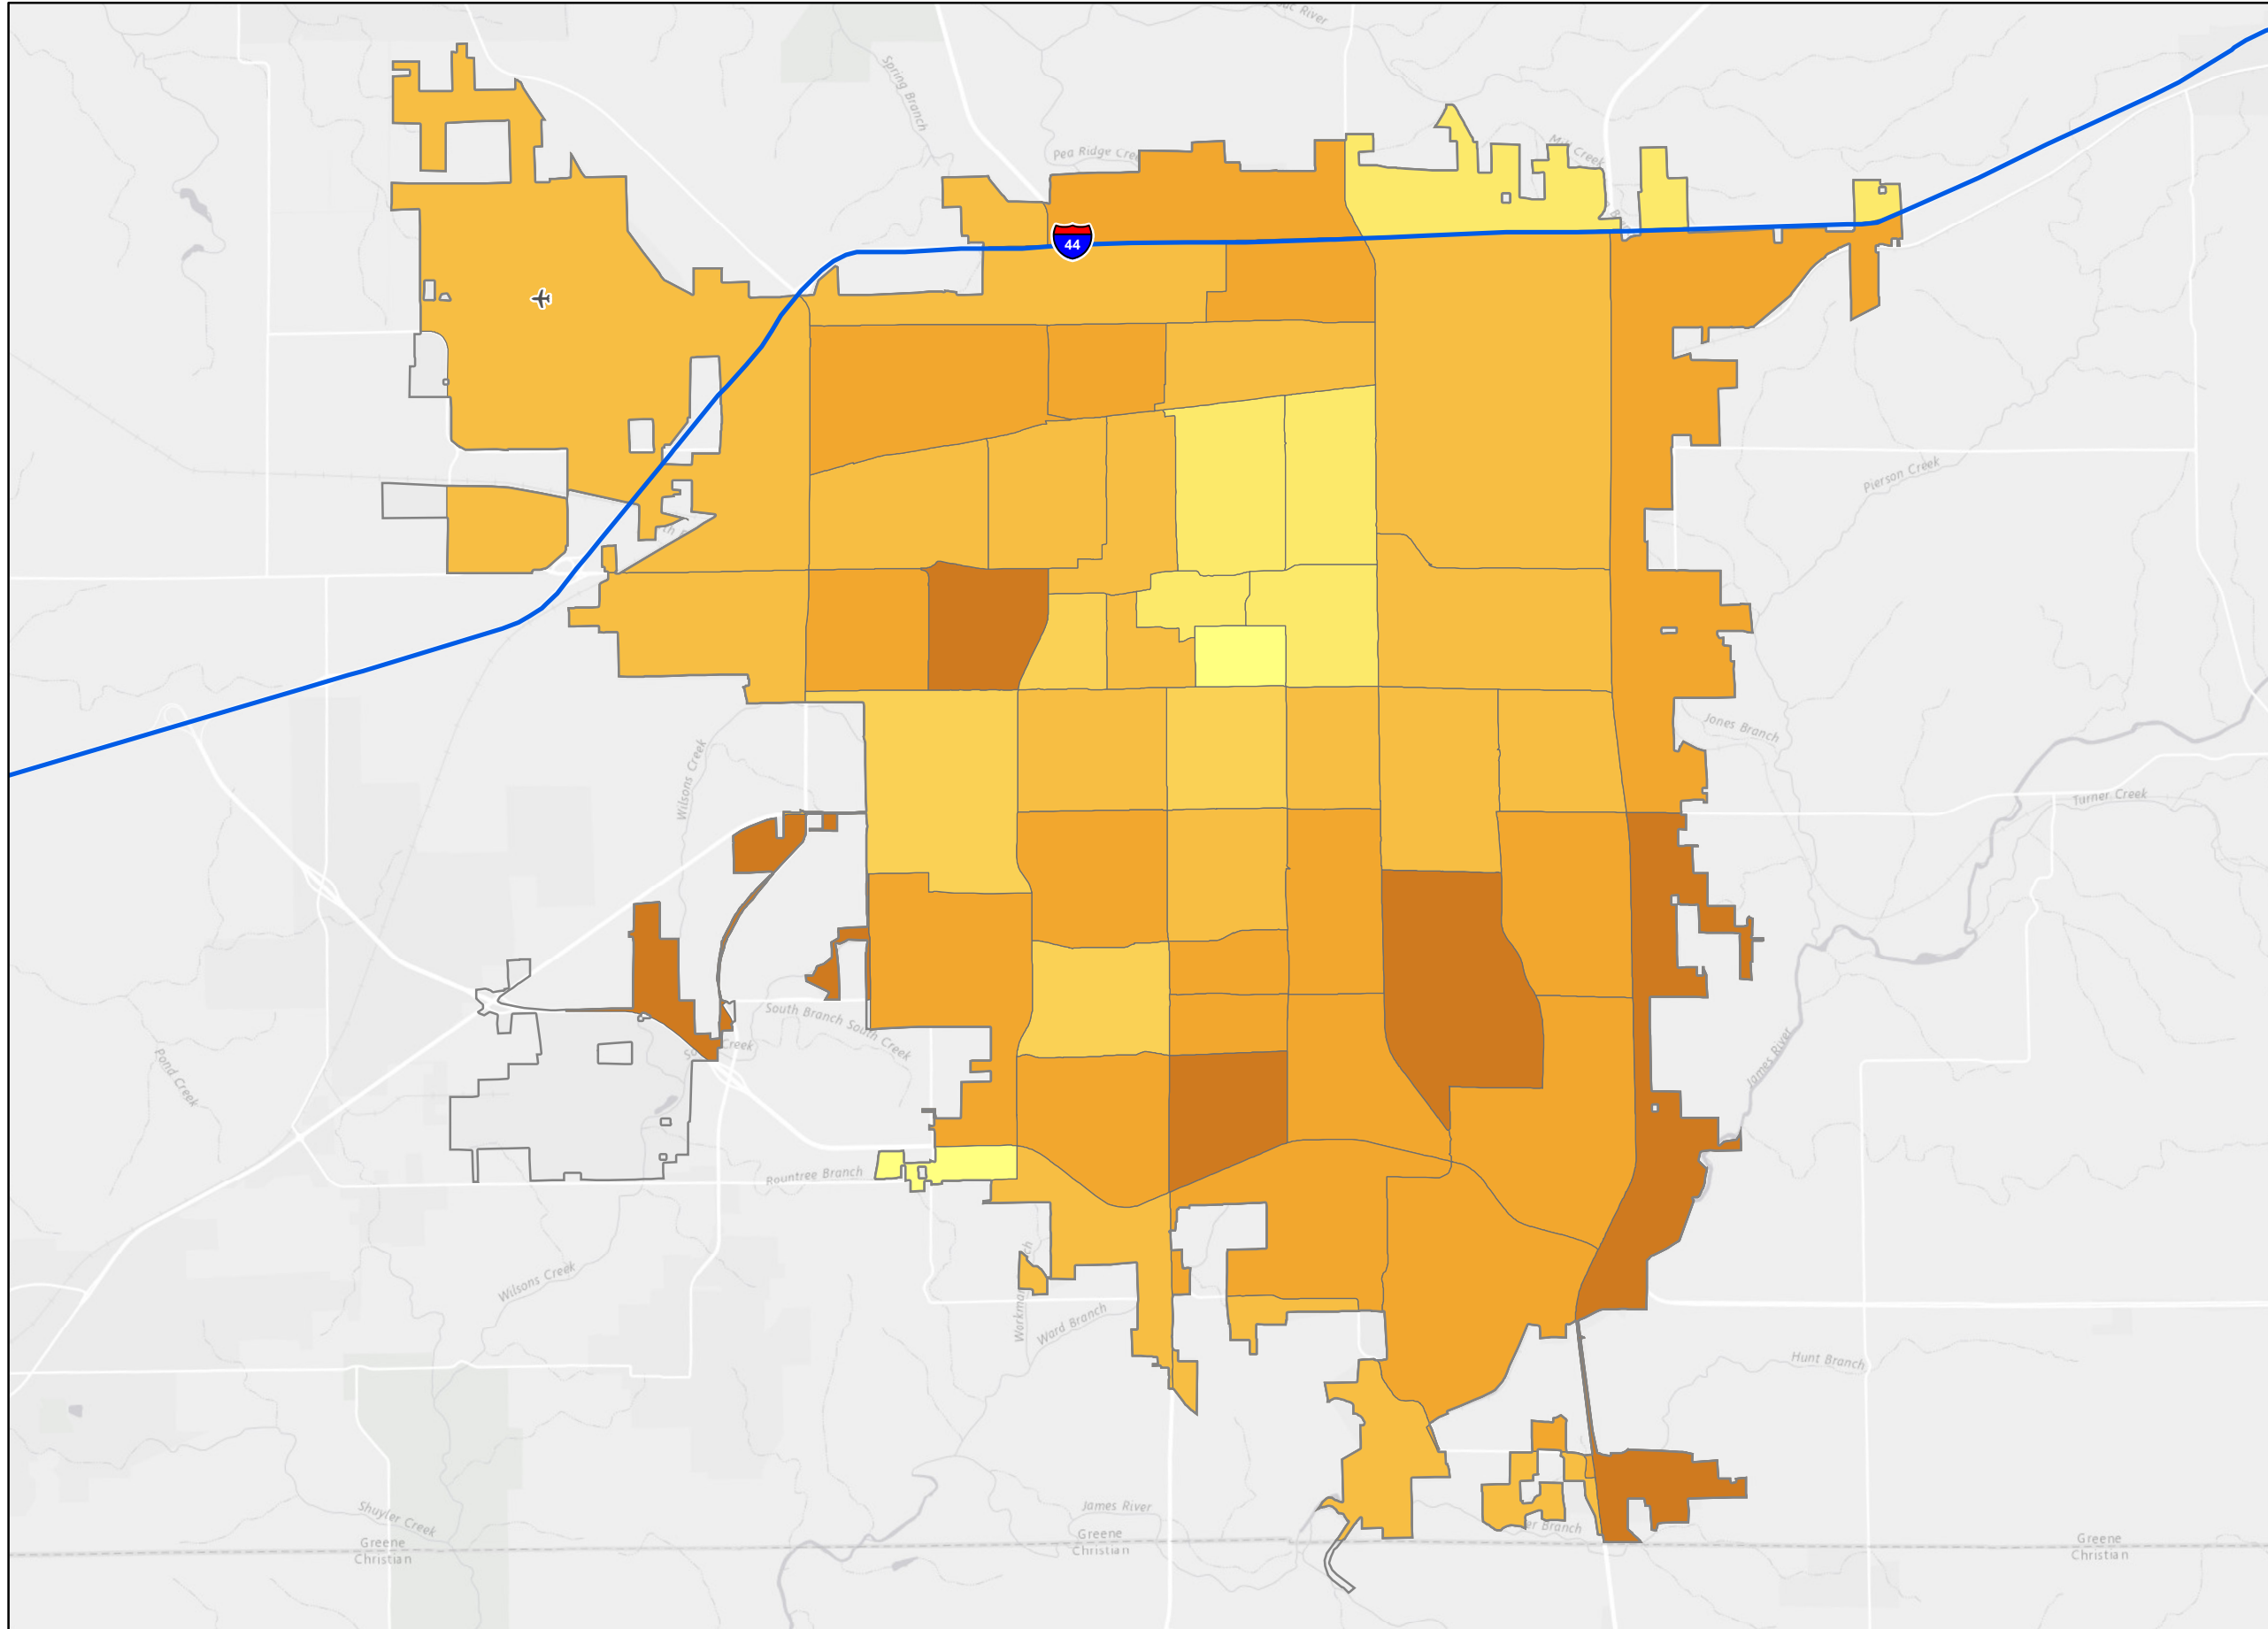 Spring Branch
Pea Ridge Cree
44
Pierson Creek
Jones Branch
Turner Creek
Wilsons Creek
South Branch South Creek
Creek
James River
Pond Creek
Rountree Branch
Wilsons Creek
Ward Branch
Hunt Branch
Shuyler Creek
James River
Greene
Christian
Greene
Christian
Greene
Christian